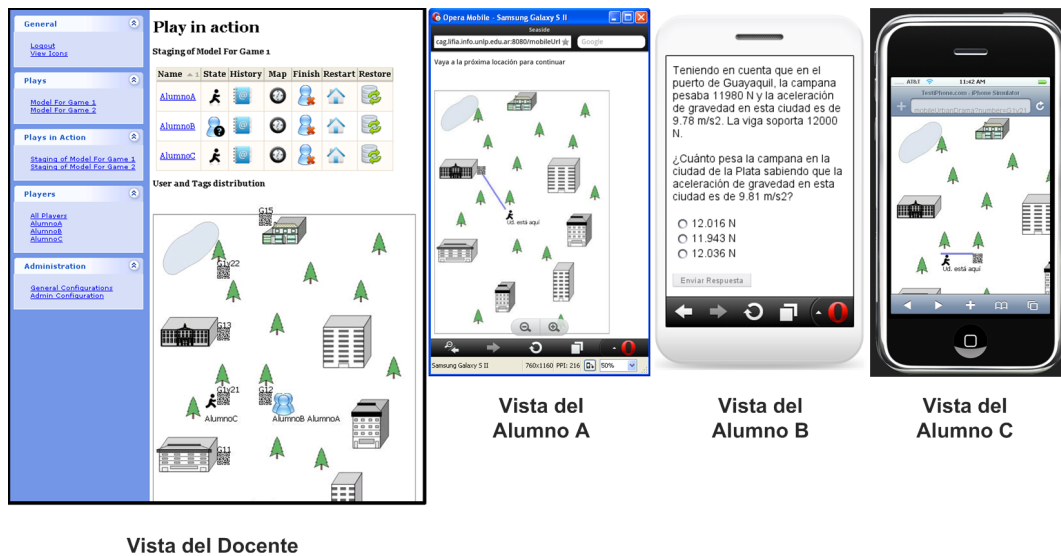 General
Logout
View Icons
Plays
Model For Game 1
Model For Game 2
Plays in Action
Staging of Model For Game 1
Staging of Model For Game 2
Players
All Players
AlumnoA
AlumnoB
AlumnoC
Administration
General Configurations
Admin Configuration
Play in action
Staging of Model For Game 1
Name 1 State History Map Finish Restart Restore
AlumnoA
AlumnoB
AlumnoC
User and Tags distribution
G15
G1y22
G13
G1y21
G12
AlumnoC
AlumnoB AlumnoA
G11
Vista del Docente
Opera Mobile - Samsung Galaxy S II
Seaside
cag.lifia.info.unlp.edu.ar:8080/mobileUrl
Google
Vaya a la próxima locación para continuar
Ud. está aquí
Samsung Galaxy S II 760x1160 PPI: 216 50%
Vista del
Alumno A
Teniendo en cuenta que en el
puerto de Guayaquil, la campana
pesaba 11980 N y la aceleración
de gravedad en esta ciudad es de
9.78 m/s2. La viga soporta 12000
N.
¿Cuánto pesa la campana en la
ciudad de la Plata sabiendo que la
aceleración de gravedad en esta
ciudad es de 9.81 m/s2?
12.016 N
11.943 N
12.036 N
Enviar Respuesta
Vista del
Alumno B
AT&T 11:42 AM
TestiPhone.com - iPhone Simulator
Ud. está aquí
Vista del
Alumno C